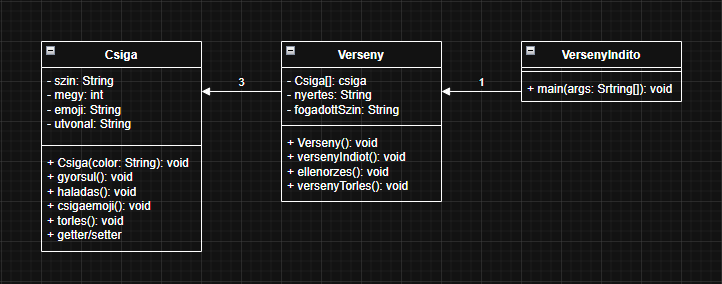 Csiga
- szin: String
- megy: int
- emoji: String
- utvonal: String
+ Csiga(color: String): void
+ gyorsul(): void
+ haladas(): void
+ csigaemoji(): void
+ torles(): void
+ getter/setter
3
Verseny
- Csiga[]: csiga
- nyertes: String
- fogadottSzin: String
+ Verseny(): void
+ versenyIndiot(): void
+ ellenorzes(): void
+ versenyTorles(): void
1
VersenyIndito
+ main(args: Srtring[]): void